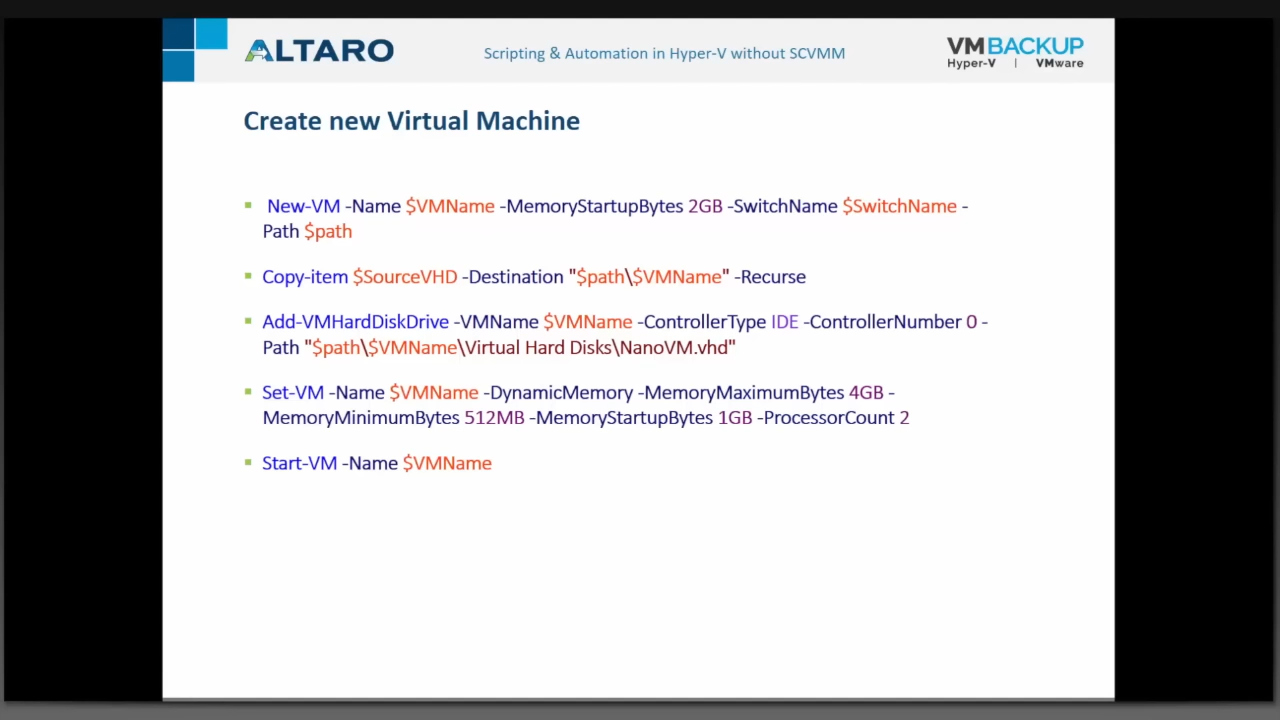 ALTARO
Scripting & Automation in Hyper-V without SCVMM
VMBACKUP
Hyper-V | VMware
Create new Virtual Machine
New-VM -Name $VMName -MemoryStartupBytes 2GB -SwitchName $SwitchName -
Path $path
Copy-item $SourceVHD -Destination "$path\$VMName" -Recurse
Add-VMHardDiskDrive -VMName $VMName -ControllerType IDE -ControllerNumber 0 -
Path "$path\$VMName\Virtual Hard Disks\NanoVM.vhd"
Set-VM -Name $VMName -DynamicMemory -MemoryMaximumBytes 4GB -
MemoryMinimumBytes 512MB -MemoryStartupBytes 1GB -ProcessorCount 2
Start-VM -Name $VMName